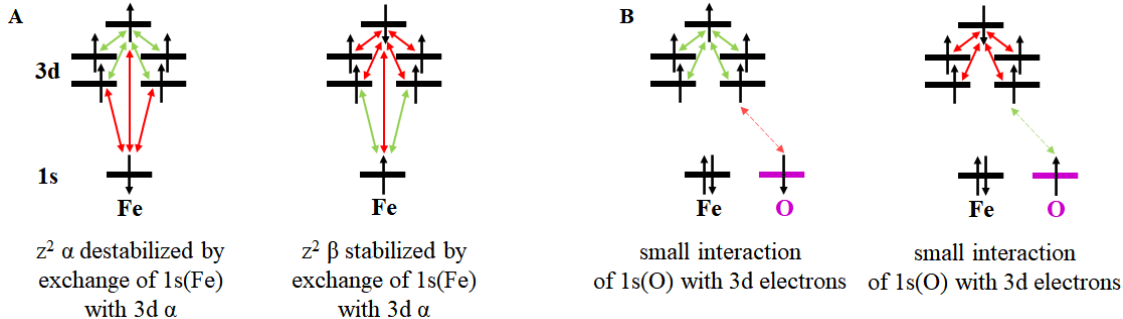 A
B
3d
1s
Fe
Fe
Fe
O
Fe
O
z² α destabilized by
exchange of 1s(Fe)
with 3d α
z² β stabilized by
exchange of 1s(Fe)
with 3d α
small interaction
of 1s(O) with 3d electrons
small interaction
of 1s(O) with 3d electrons